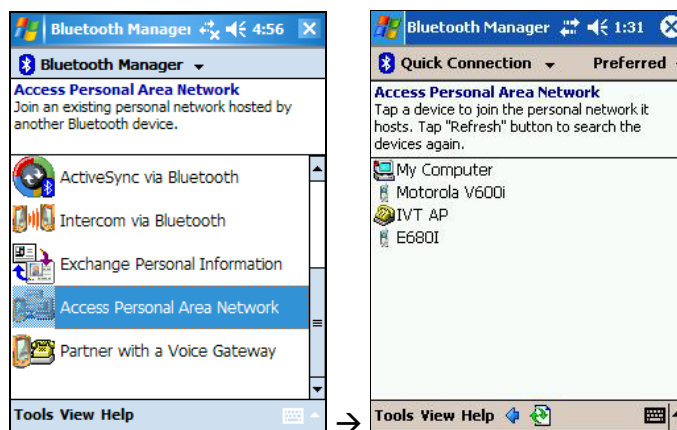 Bluetooth Manager 4:56
Bluetooth Manager
Access Personal Area Network
Join an existing personal network hosted by
another Bluetooth device.
ActiveSync via Bluetooth
Intercom via Bluetooth
Exchange Personal Information
Access Personal Area Network
Partner with a Voice Gateway
Tools View Help
→
Bluetooth Manager 1:31
Quick Connection Preferred
Access Personal Area Network
Tap a device to join the personal network it
hosts. Tap "Refresh" button to search the
devices again.
My Computer
Motorola V600i
IVT AP
E680I
Tools View Help